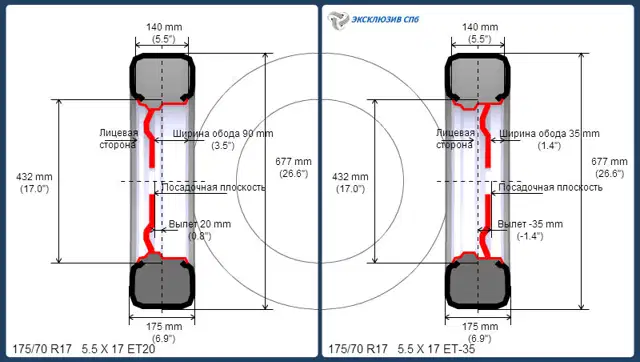 140 mm
(5.5")
Лицевая
сторона
Ширина обода 90 mm
(3.5")
432 mm
(17.0")
677 mm
(26.6")
Посадочная плоскость
Вылет 20 mm
(0.8")
175 mm
(6.9")
175/70 R17 5.5 X 17 ET20
ЭКСКЛЮЗИВ СПб
140 mm
(5.5")
Лицевая
сторона
Ширина обода 35 mm
(1.4")
432 mm
(17.0")
677 mm
(26.6")
Посадочная плоскость
Вылет -35 mm
(-1.4")
175 mm
(6.9")
175/70 R17 5.5 X 17 ET-35